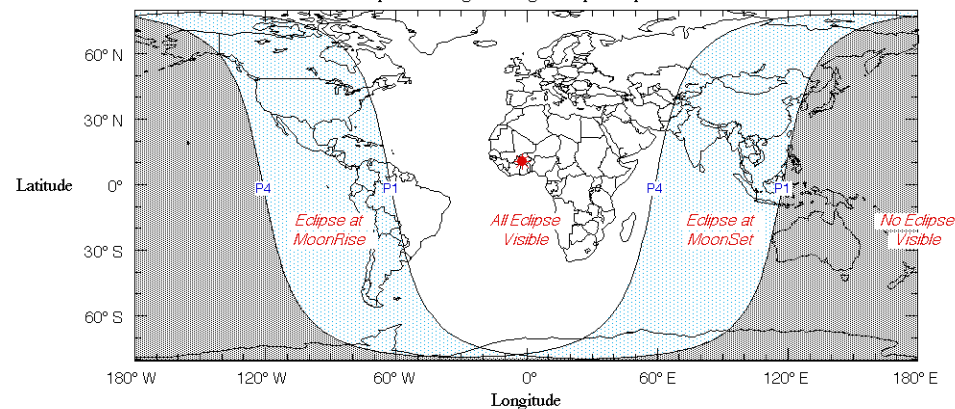 60° N
30° N
Latitude
0°
30° S
60° S
P4
P1
P4
P1
Eclipse at
MoonRise
All Eclipse
Visible
Eclipse at
MoonSet
No Eclipse
Visible
180° W
120° W
60° W
0°
60° E
120° E
180° E
Longitude